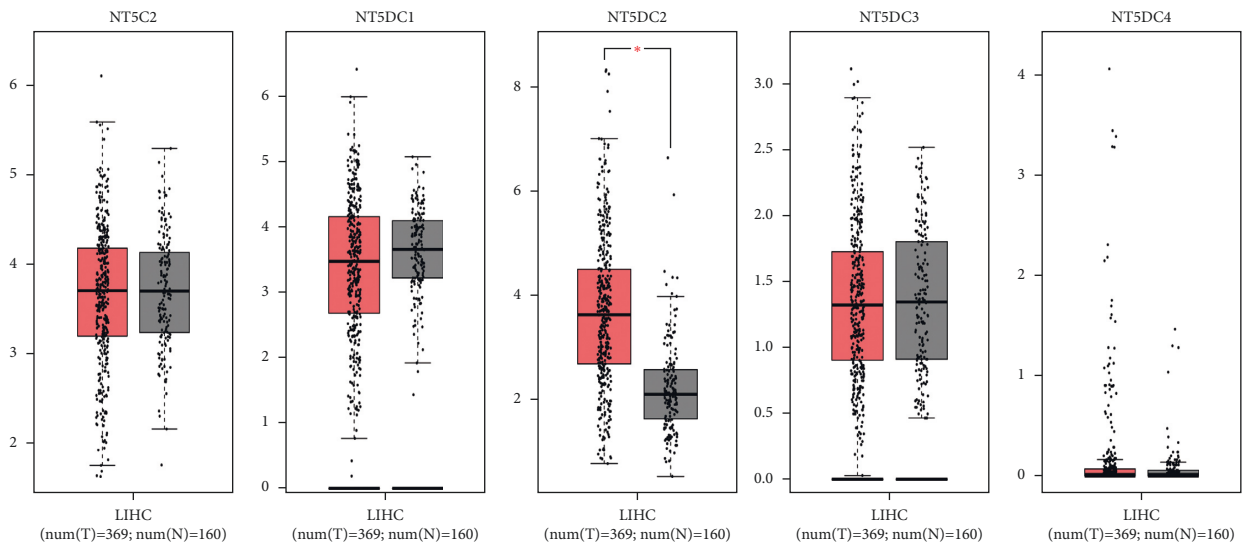 NT5C2
6
5
4
3
2
LIHC
(num(T)=369; num(N)=160)
NT5DC1
6
5
4
3
2
1
0
LIHC
(num(T)=369; num(N)=160)
NT5DC2
*
8
6
4
2
LIHC
(num(T)=369; num(N)=160)
NT5DC3
3.0
2.5
2.0
1.5
1.0
0.5
0.0
LIHC
(num(T)=369; num(N)=160)
NT5DC4
4
3
2
1
0
LIHC
(num(T)=369; num(N)=160)